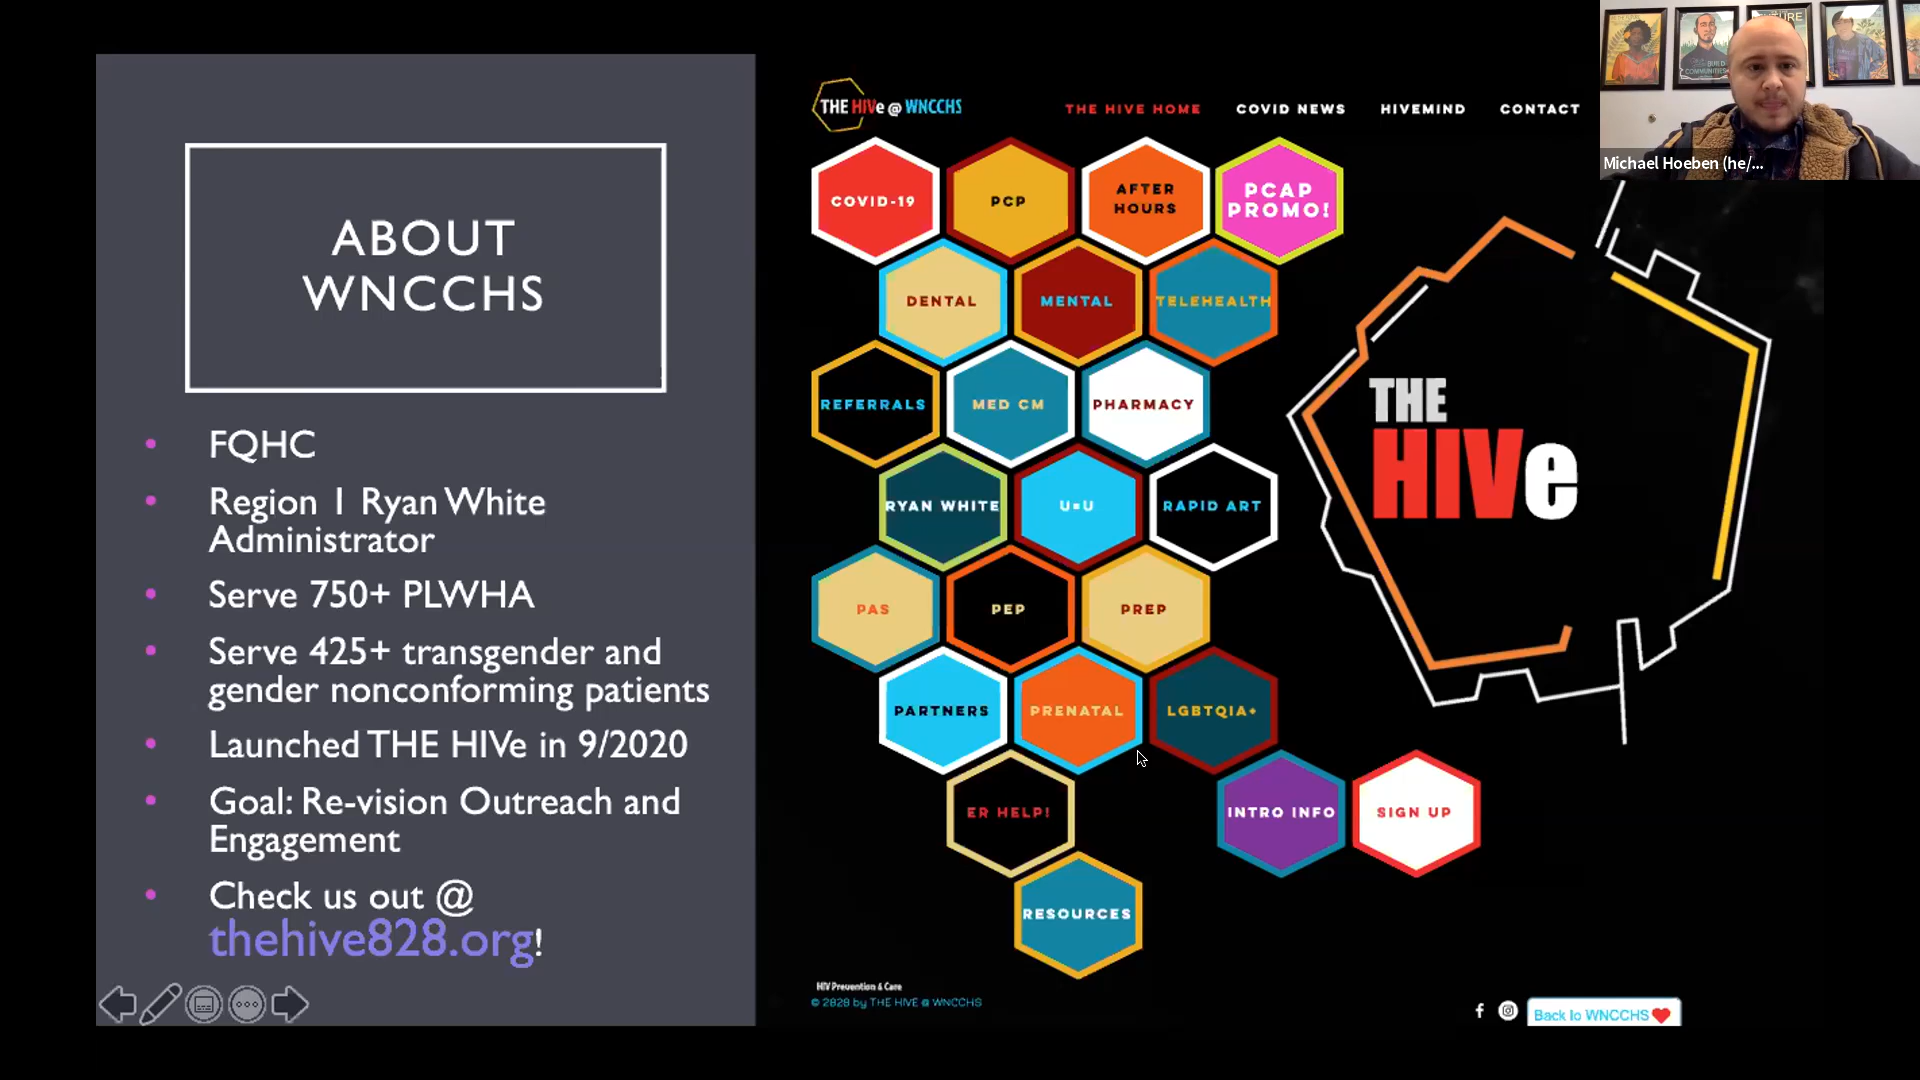 ABOUT
WNCCHS
• FQHC
• Region 1 Ryan White
Administrator
• Serve 750+ PLWHA
• Serve 425+ transgender and
gender nonconforming patients
• Launched THE HIVe in 9/2020
• Goal: Re-vision Outreach and
Engagement
• Check us out @
thehive828.org!
THE HIVe @ WNCCHS
THE HIVE HOME COVID NEWS HIVEMIND CONTACT
COVID-19 PCP AFTER HOURS PCAP PROMO!
DENTAL MENTAL TELEHEALTH
REFERRALS MED CM PHARMACY
RYAN WHITE U=U RAPID ART
PAS PEP PREP
PARTNERS PRENATAL LGBTQIA+
ER HELP! INTRO INFO SIGN UP
RESOURCES
THE
HIVe
HIV Prevention & Care
© 2020 by THE HIVE @ WNCCHS
Back to WNCCHS
BUILD
COMMUNITIES
Michael Hoeben (he/...